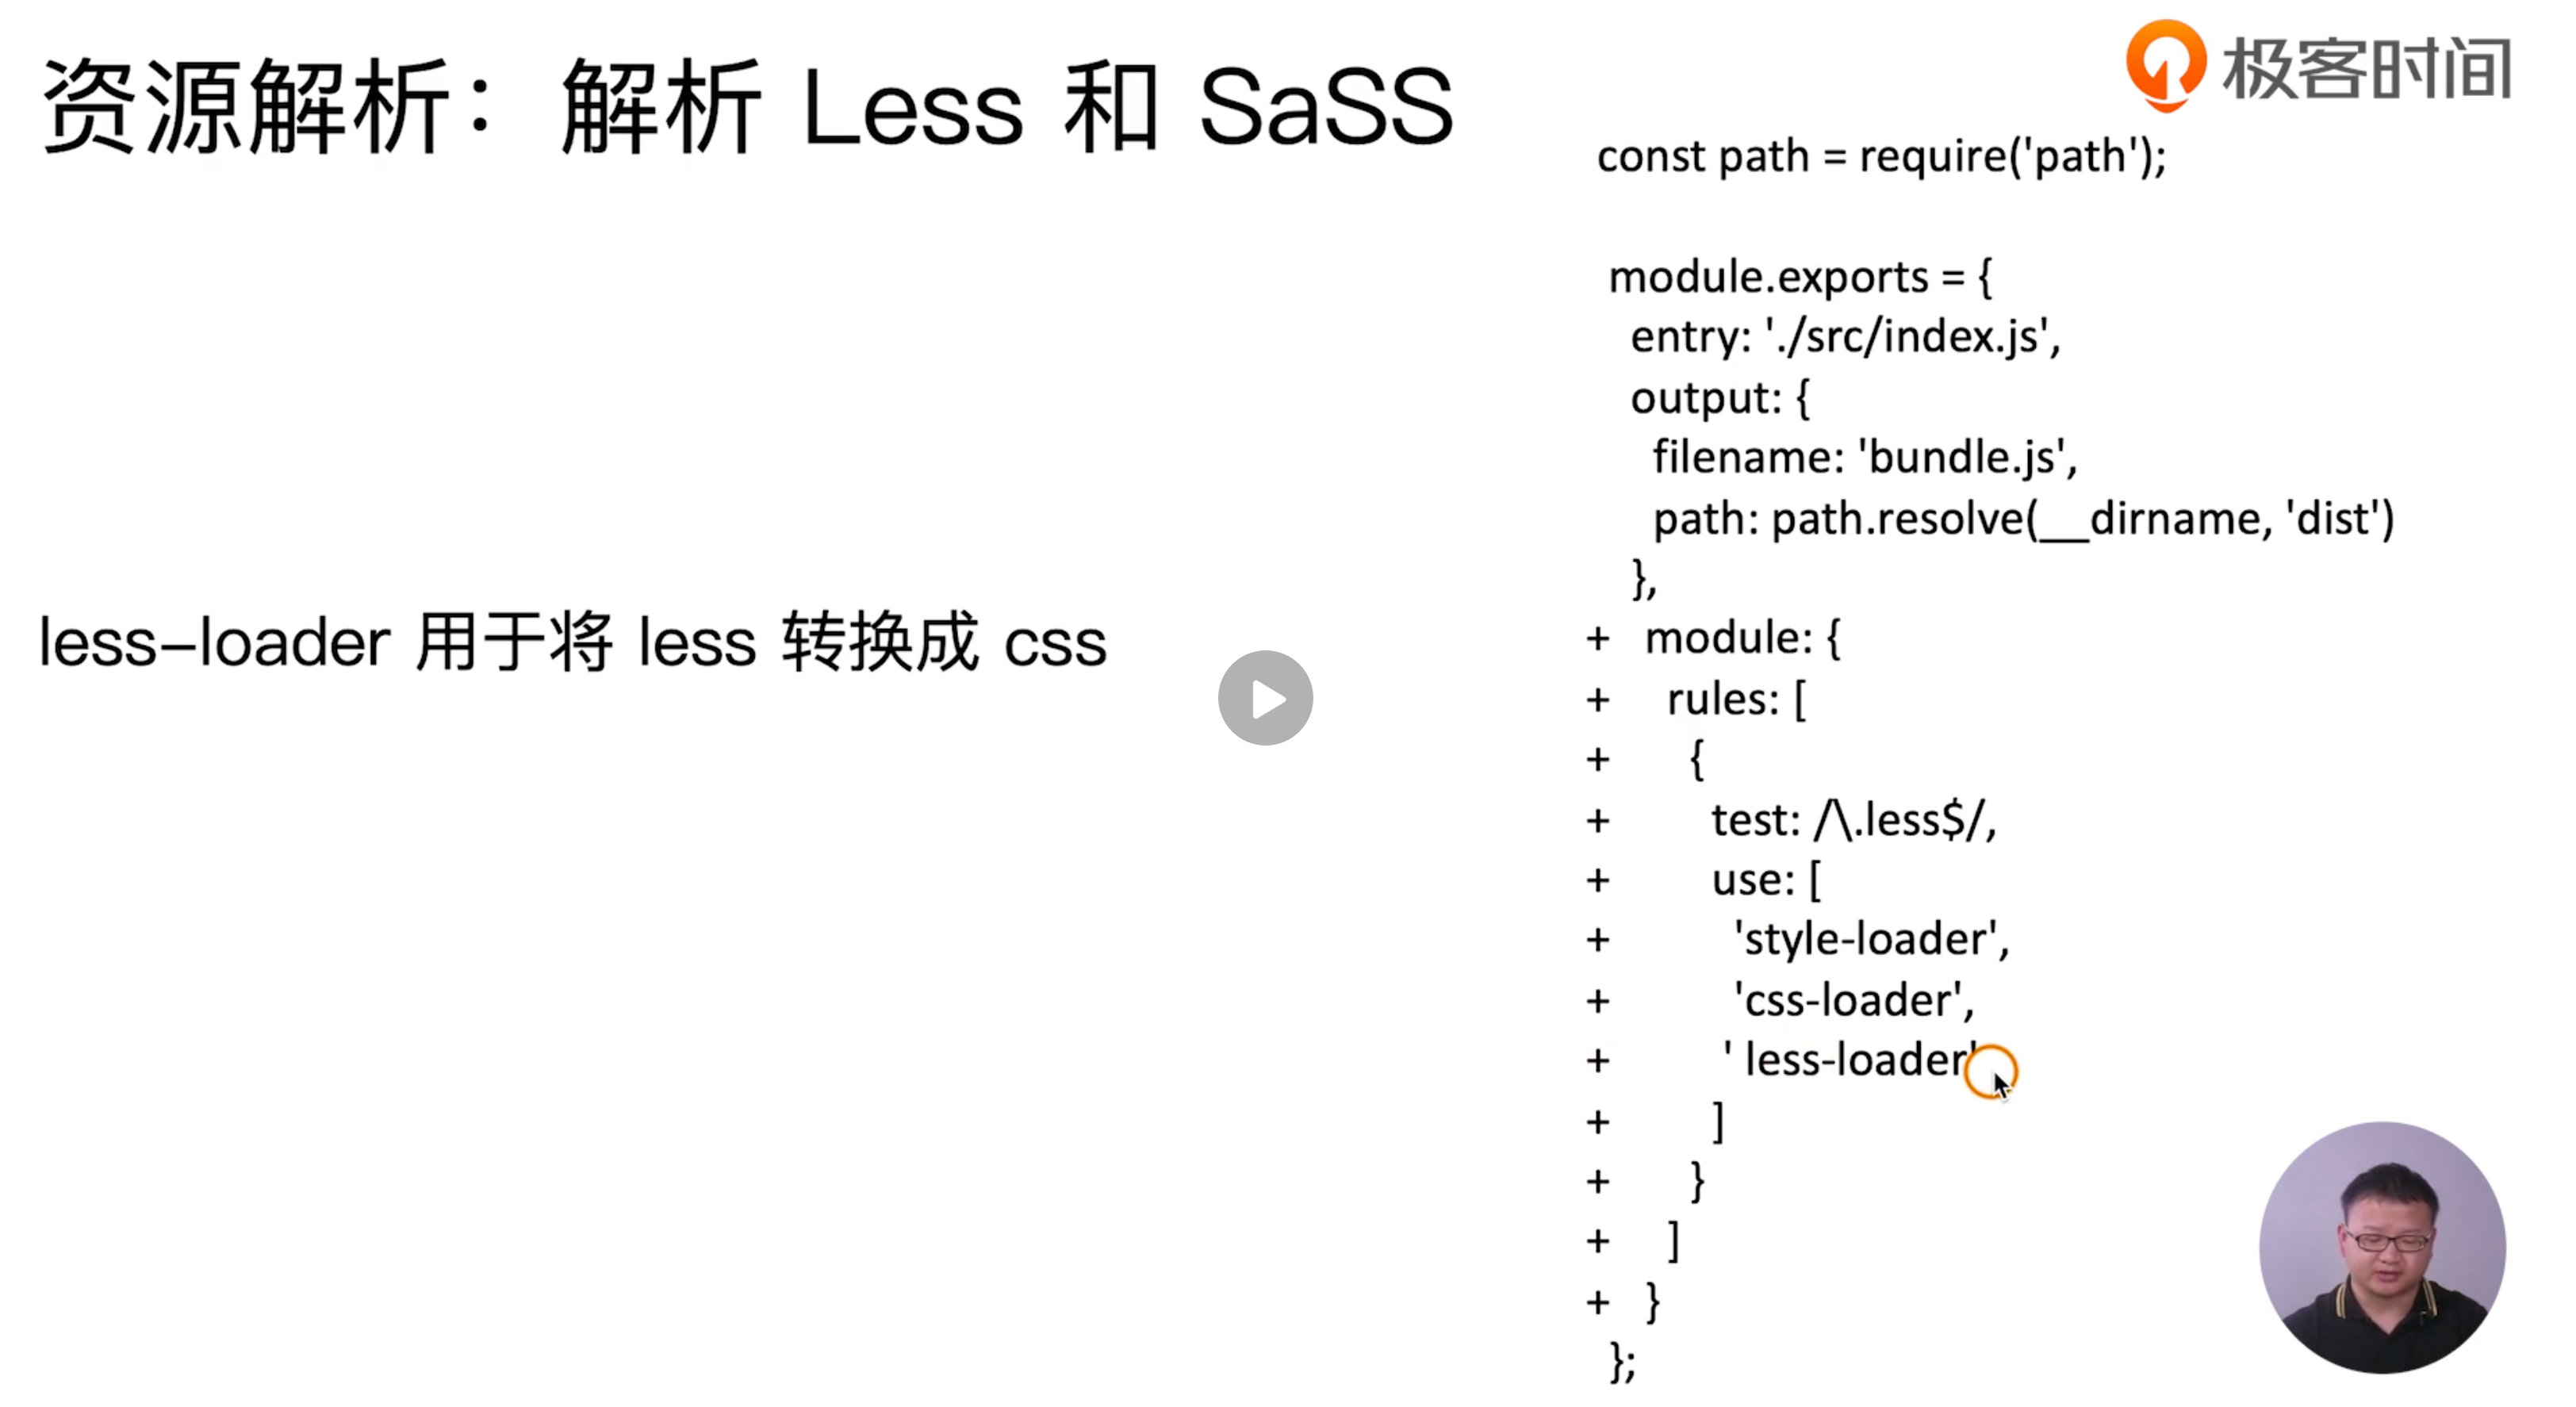 资源解析：解析 Less 和 SaSS
极客时间
less-loader 用于将 less 转换成 css
const path = require('path');
module.exports = {
entry: './src/index.js',
output: {
filename: 'bundle.js',
path: path.resolve(__dirname, 'dist')
},
+ module: {
+ rules: [
+ {
+ test: /\.less$/,
+ use: [
+ 'style-loader',
+ 'css-loader',
+ ' less-loader'
+ ]
+ }
+ ]
+ }
};